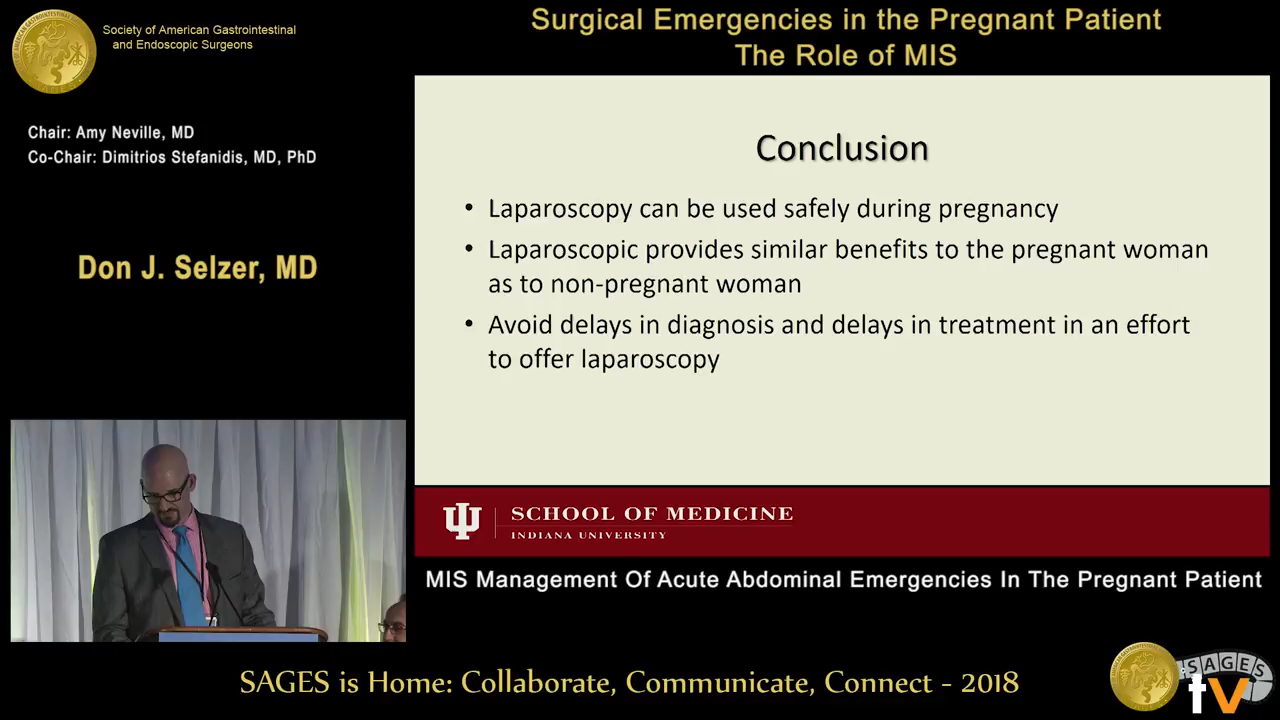 Society of American Gastrointestinal
and Endoscopic Surgeons
Chair: Amy Neville, MD
Co-Chair: Dimitrios Stefanidis, MD, PhD
Don J. Selzer, MD
Surgical Emergencies in the Pregnant Patient
The Role of MIS
Conclusion
• Laparoscopy can be used safely during pregnancy
• Laparoscopic provides similar benefits to the pregnant woman
as to non-pregnant woman
• Avoid delays in diagnosis and delays in treatment in an effort
to offer laparoscopy
SCHOOL OF MEDICINE
INDIANA UNIVERSITY
MIS Management Of Acute Abdominal Emergencies In The Pregnant Patient
SAGES is Home: Collaborate, Communicate, Connect - 2018
SAGES
tv